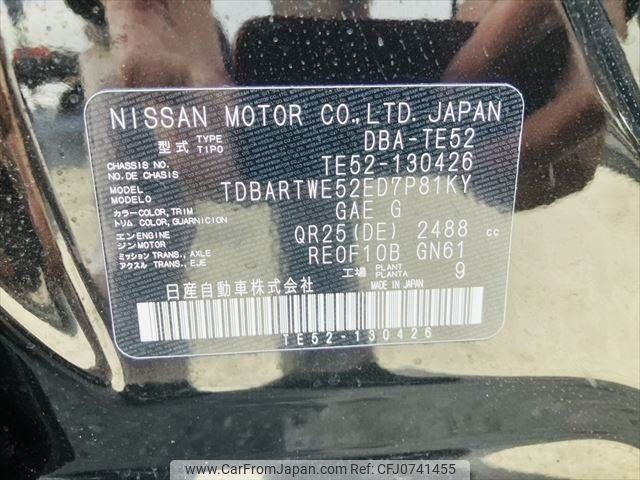 NISSAN MOTOR CO.,LTD. JAPAN
型式 TYPE TIPO DBA-TE52
CHASSIS NO. NO. DE CHASIS TE52-130426
MODEL MODELO TDBARTWE52ED7P81KY
カラー COLOR, TRIM トリム COLOR, GUARNICION GAE G
エンジン ENGINE MOTOR QR25(DE) 2488 cc
ミッション TRANS., AXLE アクスル TRANS., EJE RE0F10B GN61
工場 PLANT PLANTA 9
日産自動車株式会社 MADE IN JAPAN
TE52-130426
www.carfromjapan.com Ref No:CFJ0741455